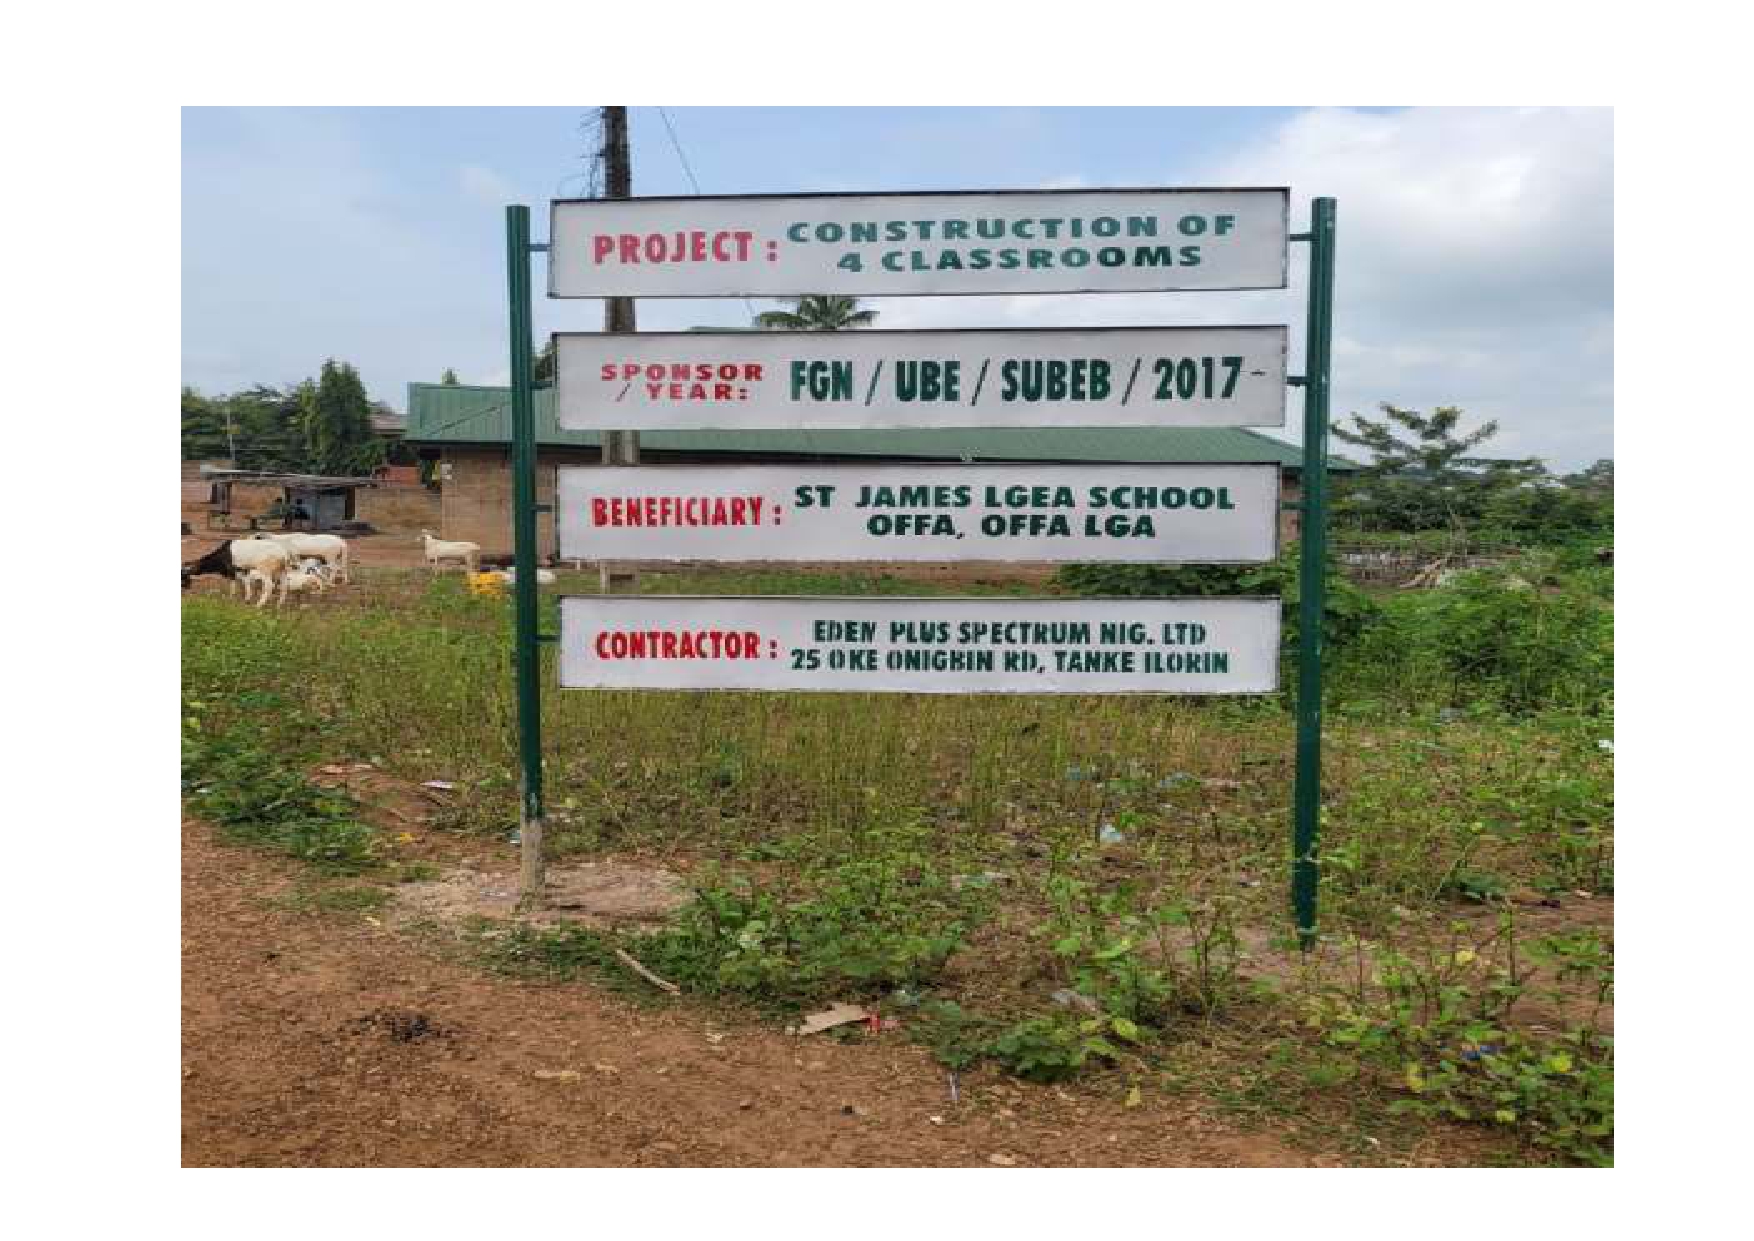 PROJECT : CONSTRUCTION OF
4 CLASSROOMS
SPONSOR
/ YEAR: FGN / UBE / SUBEB / 2017-
BENEFICIARY : ST JAMES LGEA SCHOOL
OFFA, OFFA LGA
CONTRACTOR : EDEN PLUS SPECTRUM NIG. LTD
25 OKE ONIGBIN RD, TANKE ILORIN